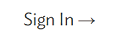 Sign In →